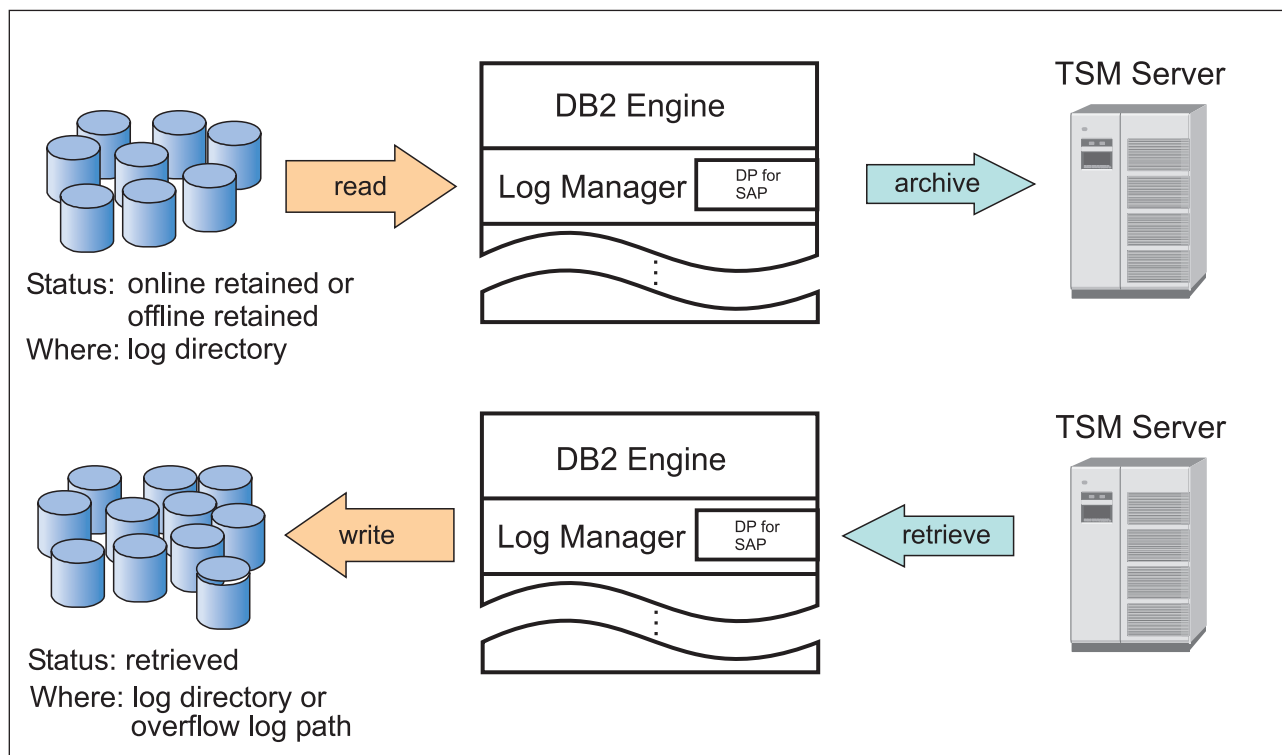 TSM Server
DB2 Engine
read
Log Manager
DP for
SAP
archive
Status: online retained or
offline retained
Where: log directory
TSM Server
DB2 Engine
write
Log Manager
DP for
SAP
retrieve
Status: retrieved
Where: log directory or
overflow log path